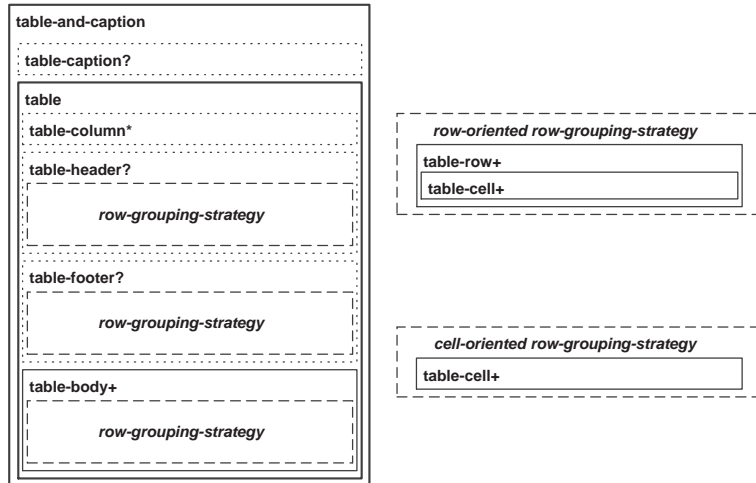 table-and-caption
table-caption?
table
table-column*
table-header?
row-grouping-strategy
table-footer?
row-grouping-strategy
table-body+
row-grouping-strategy
row-oriented row-grouping-strategy
table-row+
table-cell+
cell-oriented row-grouping-strategy
table-cell+